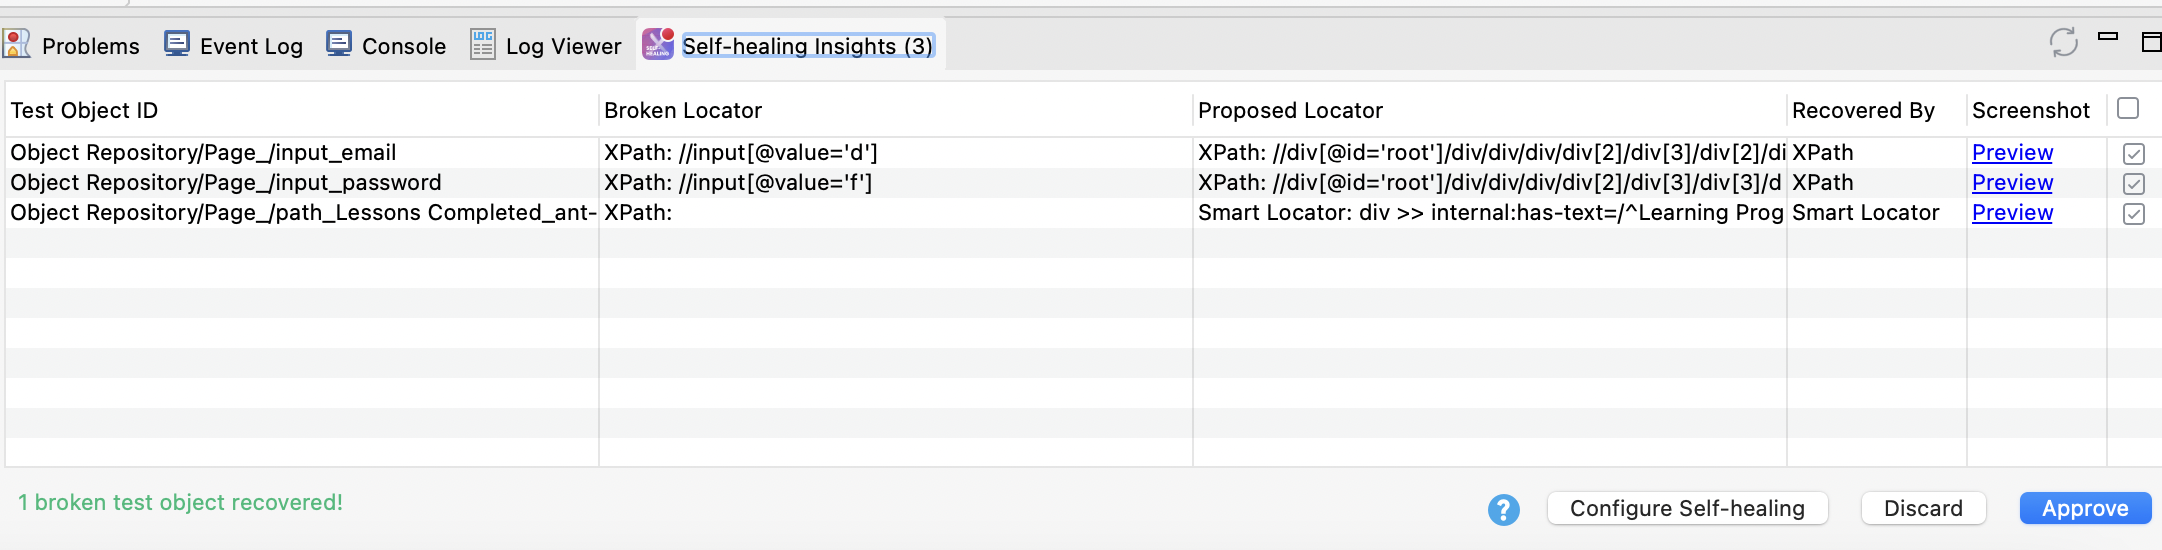 Problems Event Log Console Log Viewer Self-healing Insights (3)
Test Object ID Broken Locator Proposed Locator Recovered By Screenshot
Object Repository/Page_/input_email XPath: //input[@value='d'] XPath: //div[@id='root']/div/div/div/div[2]/div[3]/div[2]/di XPath Preview
Object Repository/Page_/input_password XPath: //input[@value='f'] XPath: //div[@id='root']/div/div/div/div[2]/div[3]/div[3]/d XPath Preview
Object Repository/Page_/path_Lessons Completed_ant- XPath: Smart Locator: div >> internal:has-text=/^Learning Prog Smart Locator Preview
1 broken test object recovered! ? Configure Self-healing Discard Approve